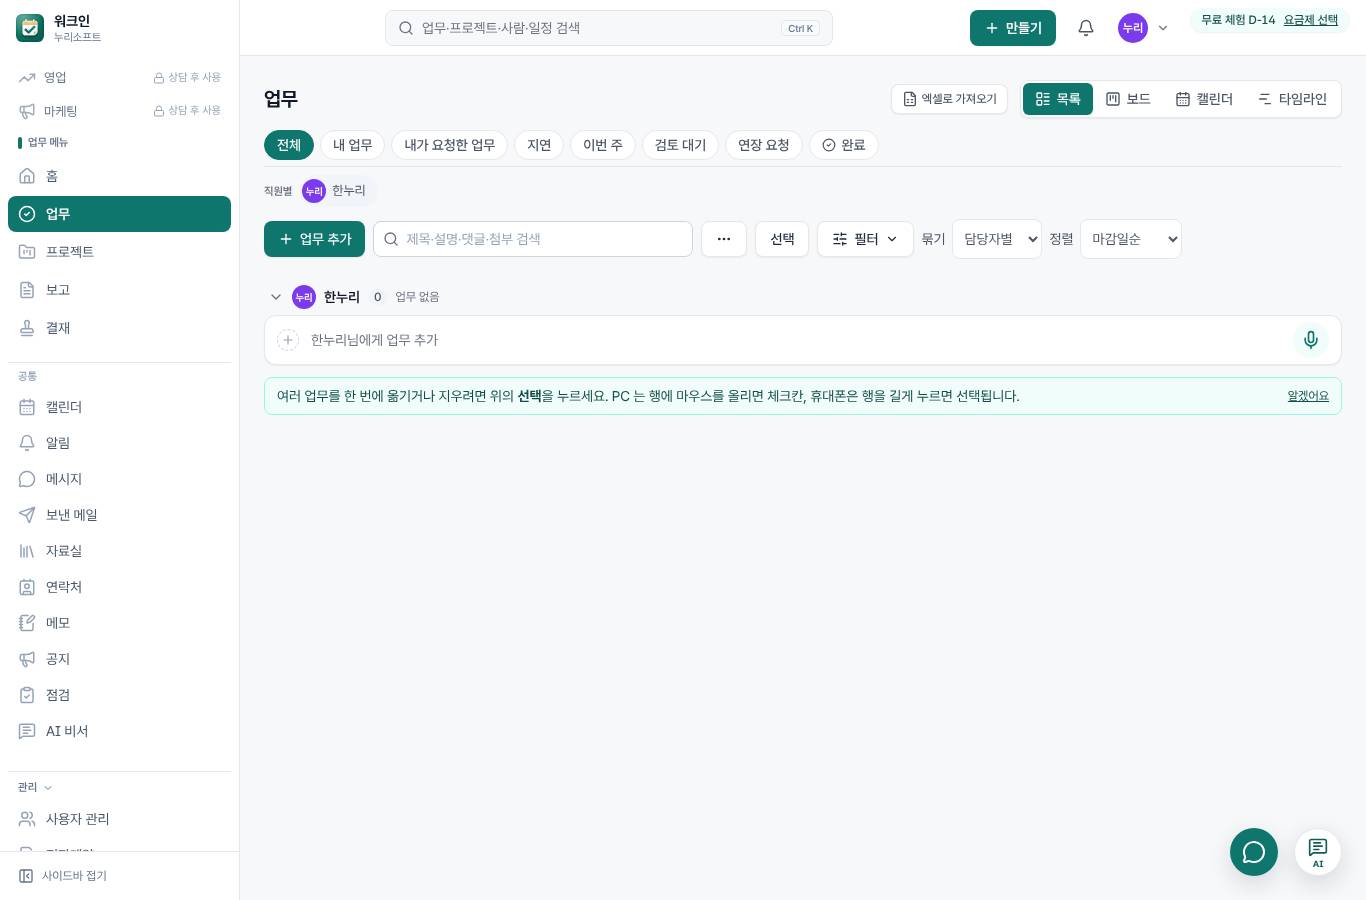 워크인
누리소프트
업무·프로젝트·사람·일정 검색
Ctrl K
만들기
누리
무료 체험 D-14 요금제 선택
영업 상담 후 사용
마케팅 상담 후 사용
업무 메뉴
홈
업무
프로젝트
보고
결재
공통
캘린더
알림
메시지
보낸 메일
자료실
연락처
메모
공지
점검
AI 비서
관리
사용자 관리
사이드바 접기
업무
엑셀로 가져오기
목록 보드 캘린더 타임라인
전체 내 업무 내가 요청한 업무 지연 이번 주 검토 대기 연장 요청 완료
직원별 누리 한누리
업무 추가 제목·설명·댓글·첨부 검색 ... 선택 필터 묶기 담당자별 정렬 마감일순
누리 한누리 0 업무 없음
한누리님에게 업무 추가
여러 업무를 한 번에 옮기거나 지우려면 위의 선택을 누르세요. PC 는 행에 마우스를 올리면 체크칸, 휴대폰은 행을 길게 누르면 선택됩니다. 알겠어요
AI